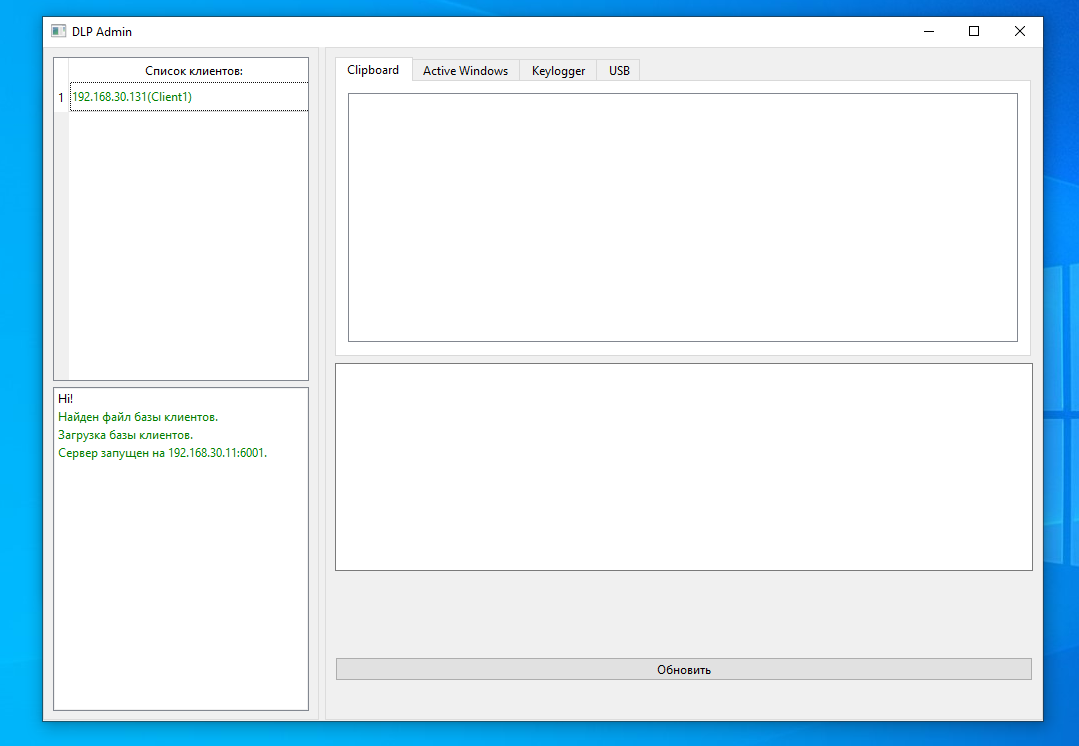 DLP Admin
Список клиентов:
1 192.168.30.131(Client1)
Hi!
Найден файл базы клиентов.
Загрузка базы клиентов.
Сервер запущен на 192.168.30.11:6001.
Clipboard Active Windows Keylogger USB
Обновить